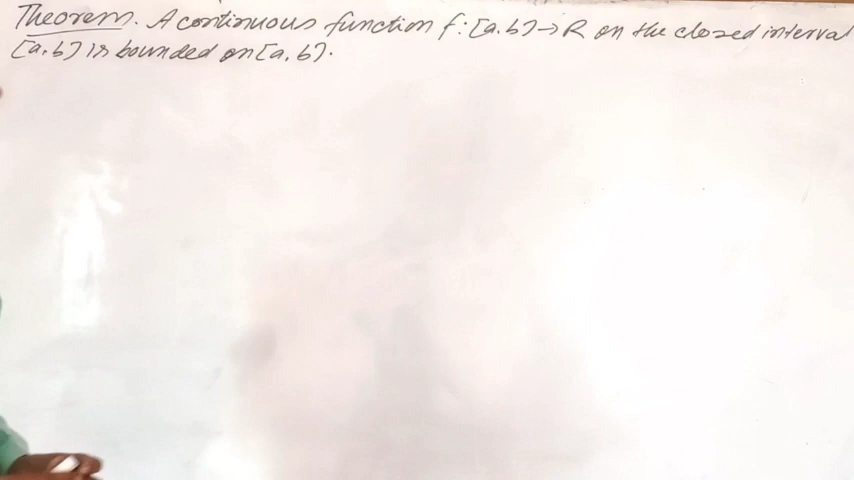 Theorem. A continuous function f:[a,b]→R on the closed interval
[a,b] is bounded on [a,b].